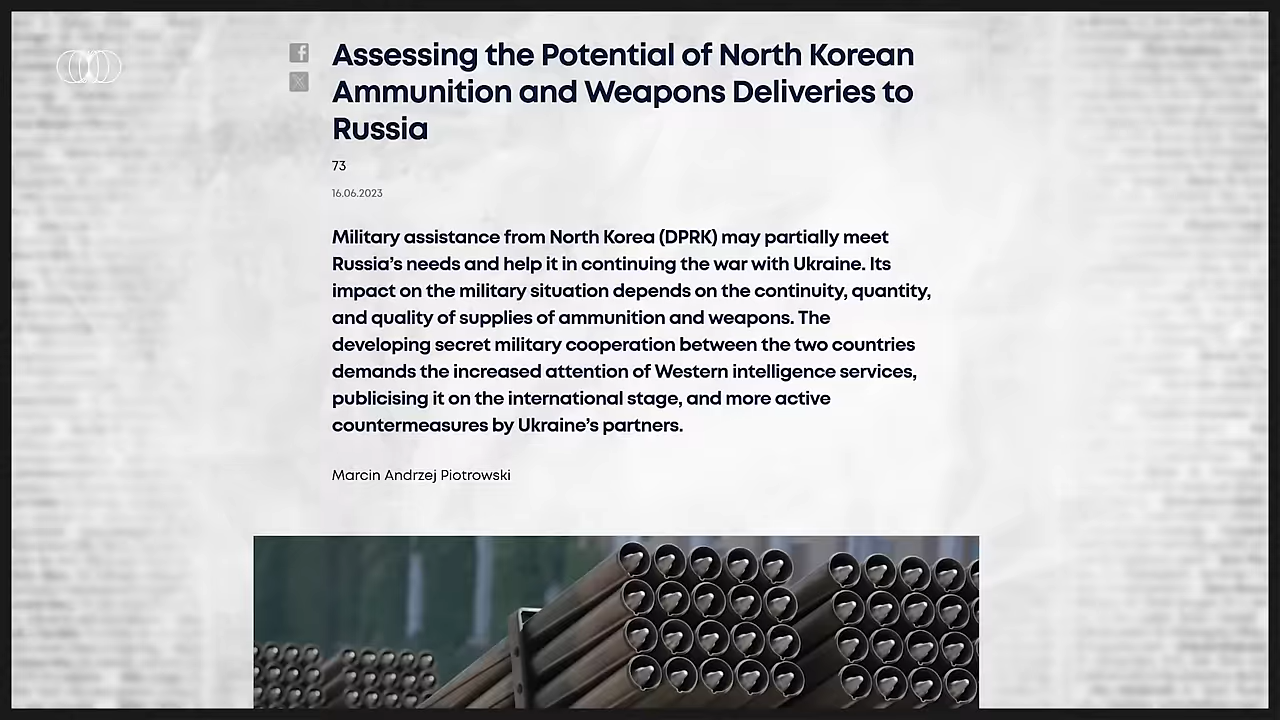 Assessing the Potential of North Korean
Ammunition and Weapons Deliveries to
Russia
73
16.06.2023
Military assistance from North Korea (DPRK) may partially meet
Russia’s needs and help it in continuing the war with Ukraine. Its
impact on the military situation depends on the continuity, quantity,
and quality of supplies of ammunition and weapons. The
developing secret military cooperation between the two countries
demands the increased attention of Western intelligence services,
publicising it on the international stage, and more active
countermeasures by Ukraine’s partners.
Marcin Andrzej Piotrowski